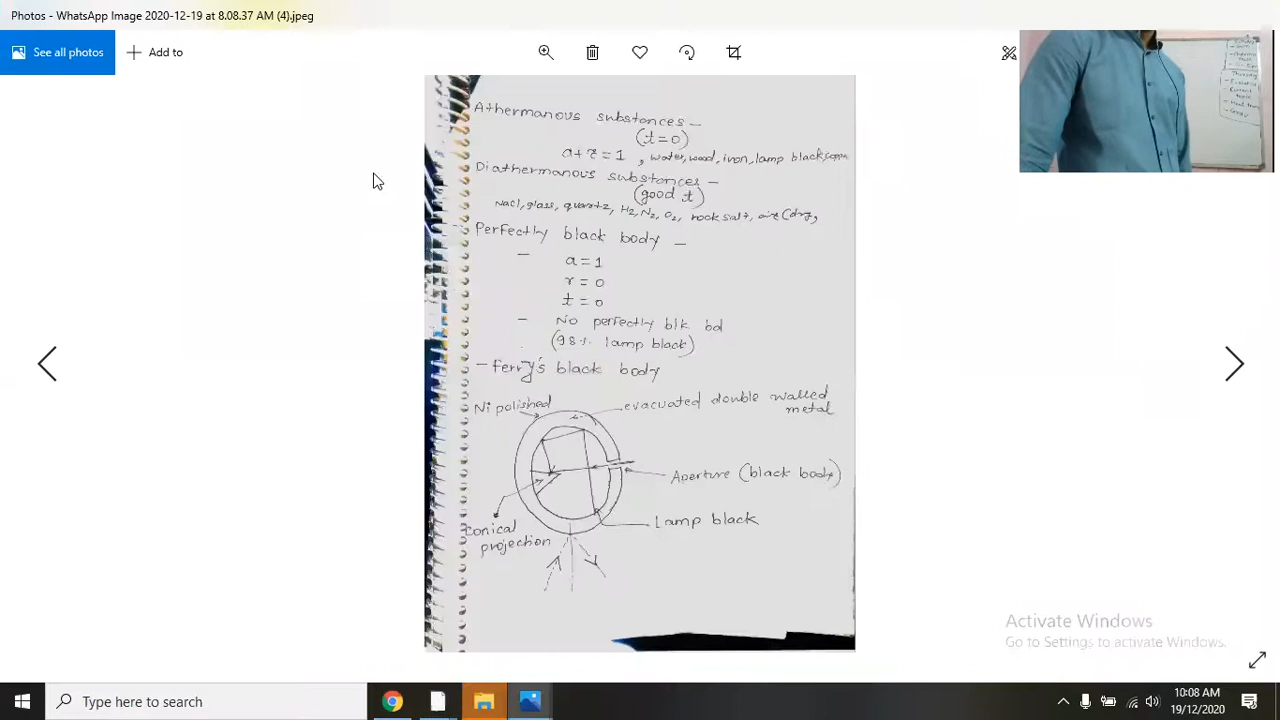 Photos - WhatsApp Image 2020-12-19 at 8.08.37 AM (4).jpeg
See all photos
Add to
Athermanous substances -
(t=0)
a+r=1, water, wood, iron, lamp black, copper
Diathermanous substances -
(good t)
Nacl, glass, quartz, H2, N2, O2, rock salt, air (dry,
Perfectly black body -
- a=1
r=0
t=0
- No perfectly blk bd
(98% lamp black)
- Ferry's black body
Ni polished
evacuated double walled
metal
Aperture (black body)
Lamp black
Conical
projection
Activate Windows
Go to Settings to activate Windows.
Type here to search
10:08 AM
19/12/2020